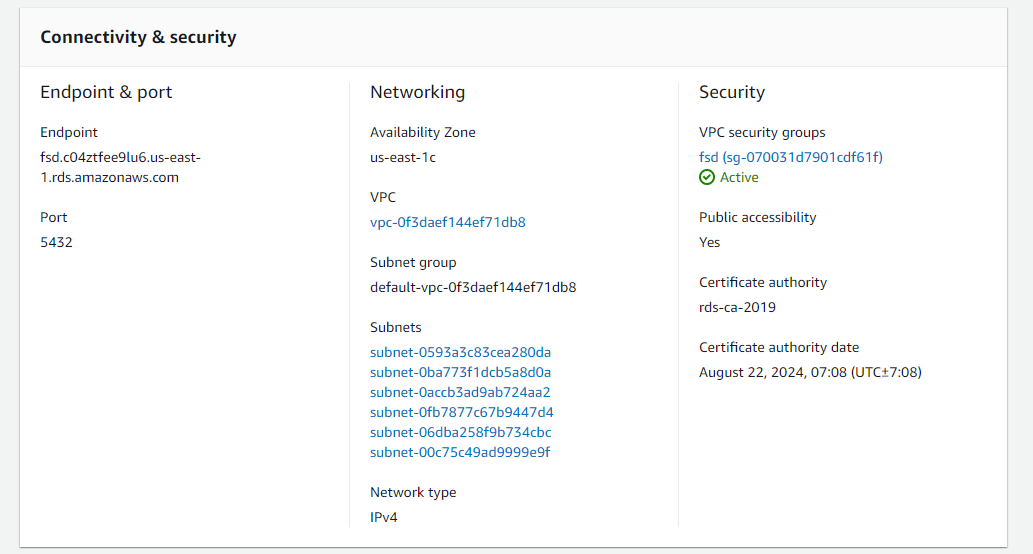 Connectivity & security
Endpoint & port
Endpoint
fsd.c04ztfee9lu6.us-east-
1.rds.amazonaws.com
Port
5432
Networking
Availability Zone
us-east-1c
VPC
vpc-0f3daef144ef71db8
Subnet group
default-vpc-0f3daef144ef71db8
Subnets
subnet-0593a3c83cea280da
subnet-0ba773f1dcb5a8d0a
subnet-0accb3ad9ab724aa2
subnet-0fb7877c67b9447d4
subnet-06dba258f9b734cbc
subnet-00c75c49ad9999e9f
Network type
IPv4
Security
VPC security groups
fsd (sg-070031d7901cdf61f)
Active
Public accessibility
Yes
Certificate authority
rds-ca-2019
Certificate authority date
August 22, 2024, 07:08 (UTC±7:08)